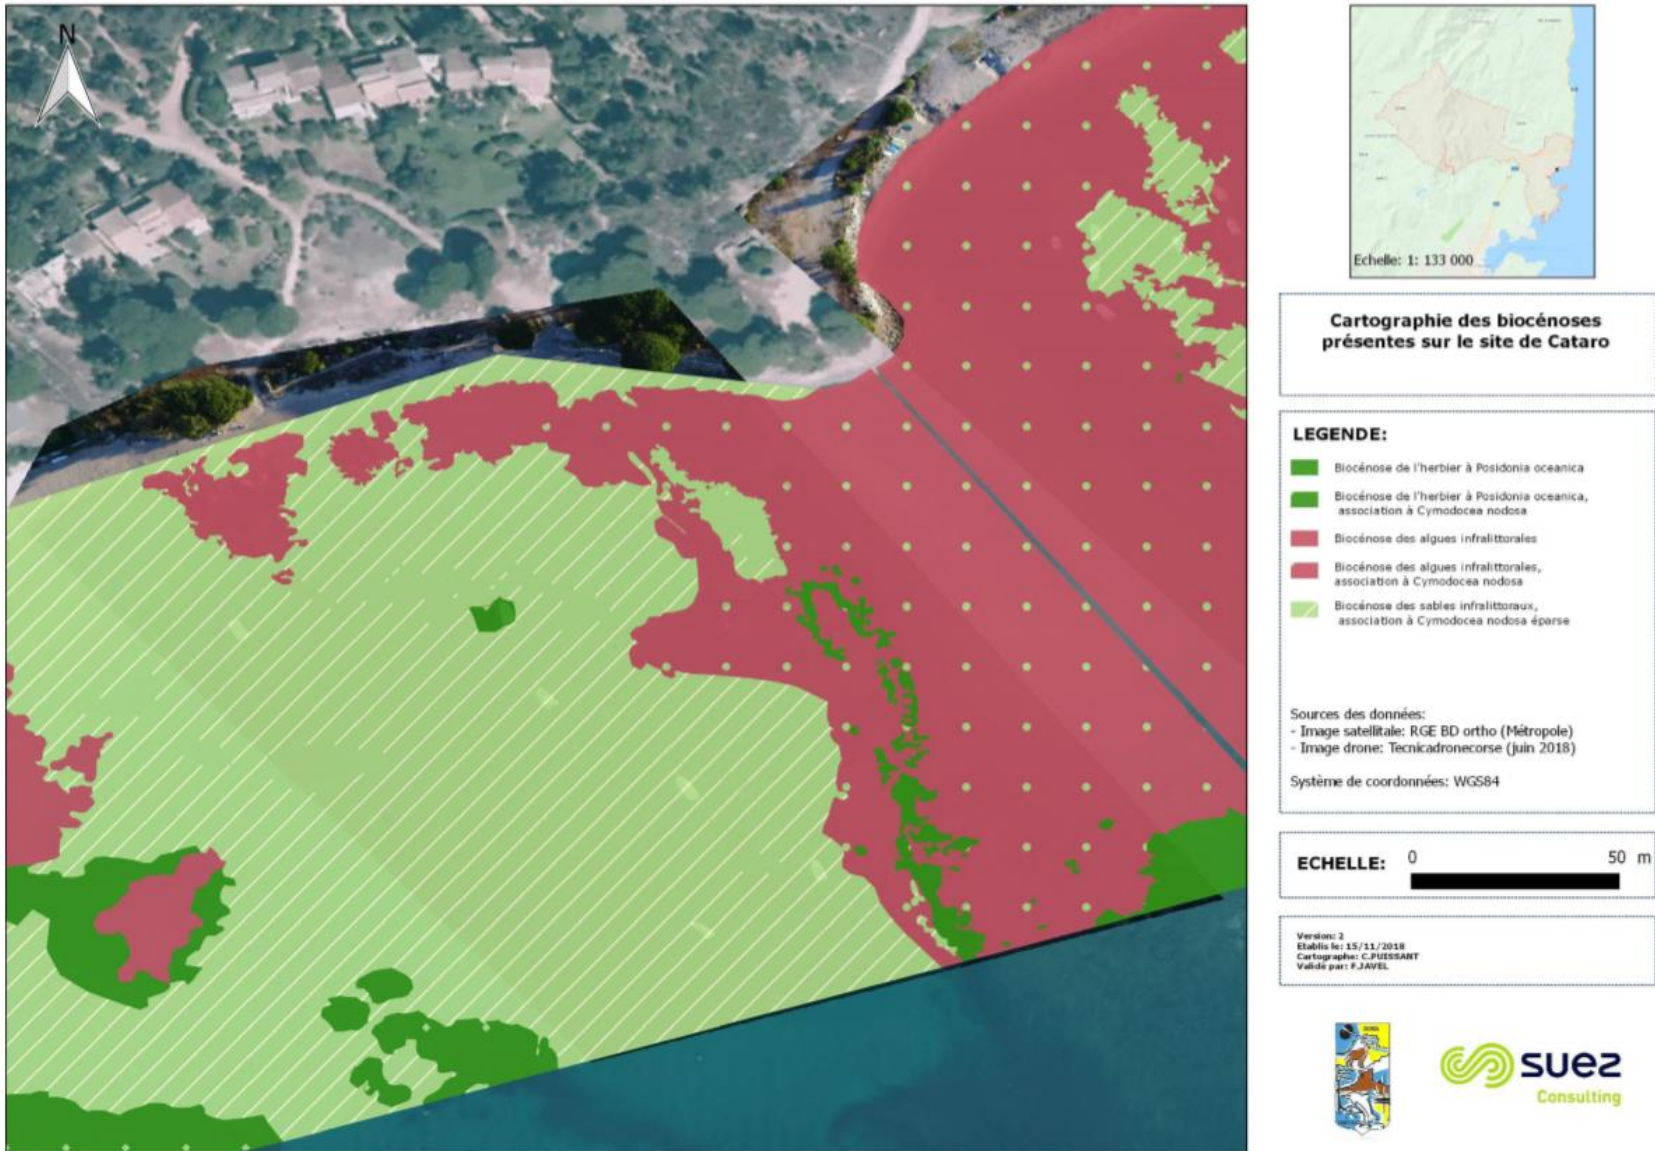 N
Echelle: 1: 133 000
Cartographie des biocénoses
présentes sur le site de Cataro
LEGENDE:
Biocénose de l'herbier à Posidonia oceanica
Biocénose de l'herbier à Posidonia oceanica,
association à Cymodocea nodosa
Biocénose des algues infralittorales
Biocénose des algues infralittorales,
association à Cymodocea nodosa
Biocénose des sables infralittoraux,
association à Cymodocea nodosa éparse
Sources des données:
- Image satellitale: RGE BD ortho (Métropole)
- Image drone: Tecnicadronecorse (juin 2018)
Système de coordonnées: WGS84
ECHELLE: 0 50 m
Version: 2
Etablis le: 15/11/2018
Cartographe: C.PUISSANT
Validé par: F.JAVEL
suez
Consulting